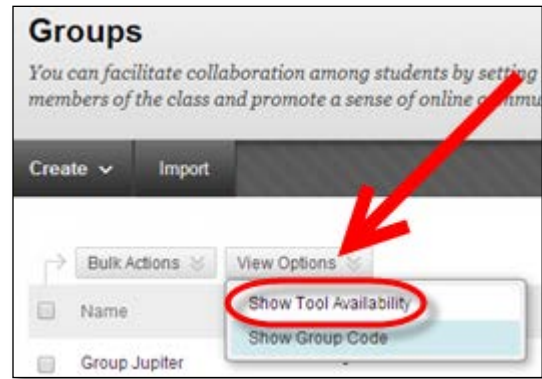 Groups
You can facilitate collaboration among students by setting
members of the class and promote a sense of online
Create Import
Bulk Actions View Options
Name
Show Tool Availability
Show Group Code
Group Jupiter -